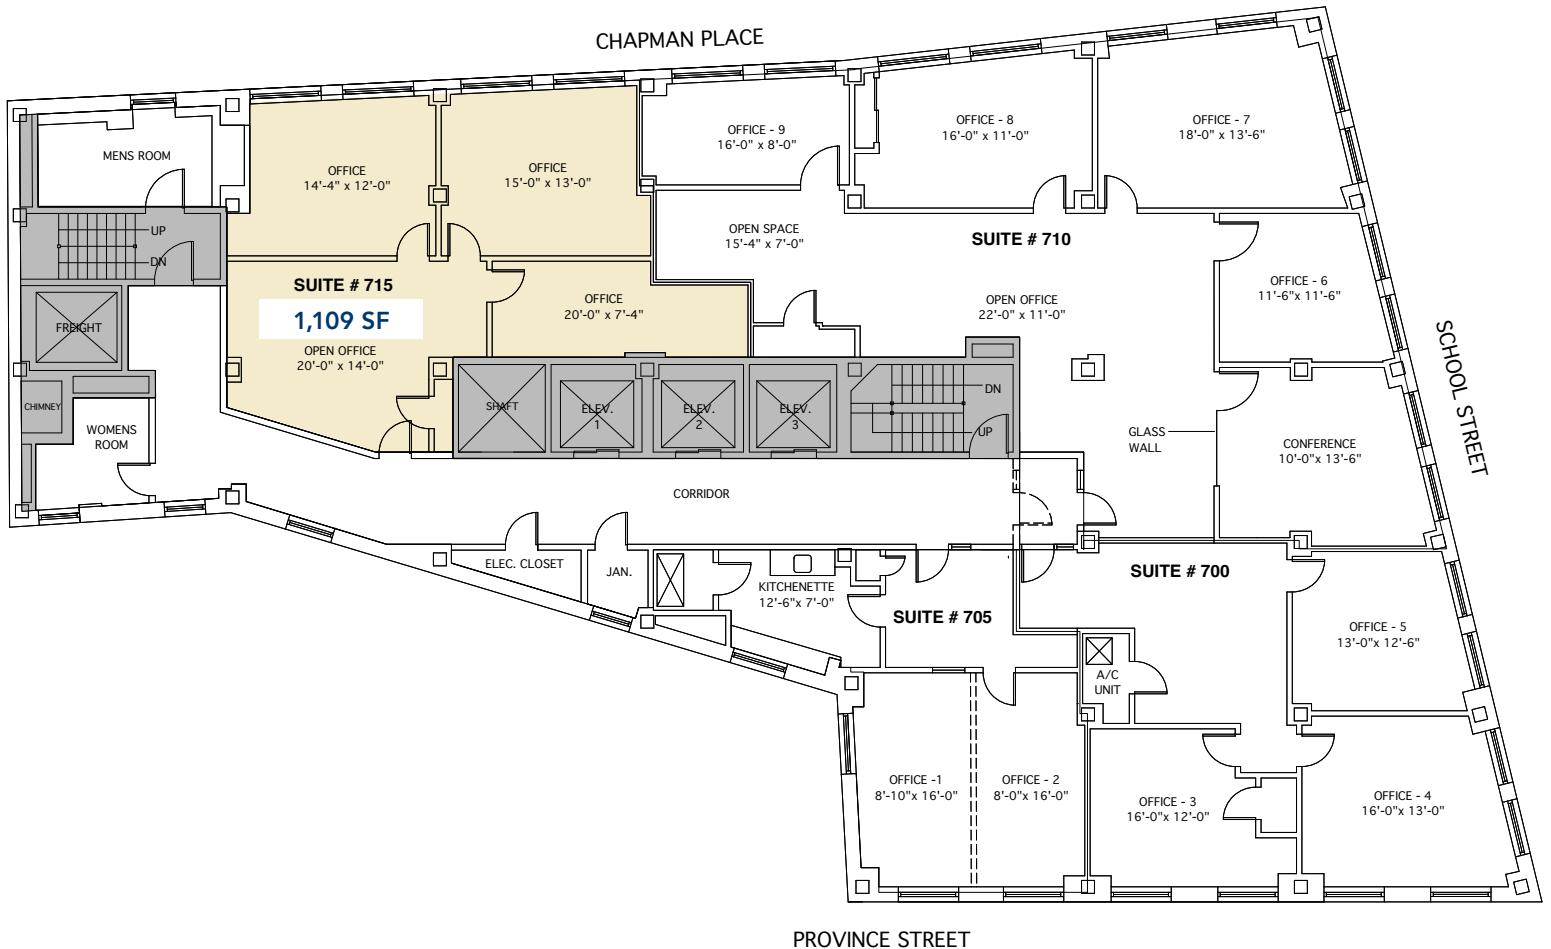 CHAPMAN PLACE
MENS ROOM
OFFICE
14'-4" x 12'-0"
OFFICE
15'-0" x 13'-0"
OFFICE - 9
16'-0" x 8'-0"
OFFICE - 8
16'-0" x 11'-0"
OFFICE - 7
18'-0" x 13'-6"
UP
DN
OPEN SPACE
15'-4" x 7'-0"
SUITE # 710
SUITE # 715
1,109 SF
OPEN OFFICE
20'-0" x 14'-0"
OFFICE
20'-0" x 7'-4"
OPEN OFFICE
22'-0" x 11'-0"
OFFICE - 6
11'-6"x 11'-6"
FREIGHT
SCHOOL STREET
CHIMNEY
WOMENS
ROOM
SHAFT
ELEV.
1
ELEV.
2
ELEV.
3
DN
UP
GLASS
WALL
CONFERENCE
10'-0" x 13'-6"
CORRIDOR
ELEC. CLOSET
JAN.
KITCHENETTE
12'-6"x 7'-0"
SUITE # 705
SUITE # 700
OFFICE - 5
13'-0"x 12'-6"
A/C
UNIT
OFFICE -1
8'-10"x 16'-0"
OFFICE - 2
8'-0"x 16'-0"
OFFICE - 3
16'-0"x 12'-0"
OFFICE - 4
16'-0"x 13'-0"
PROVINCE STREET